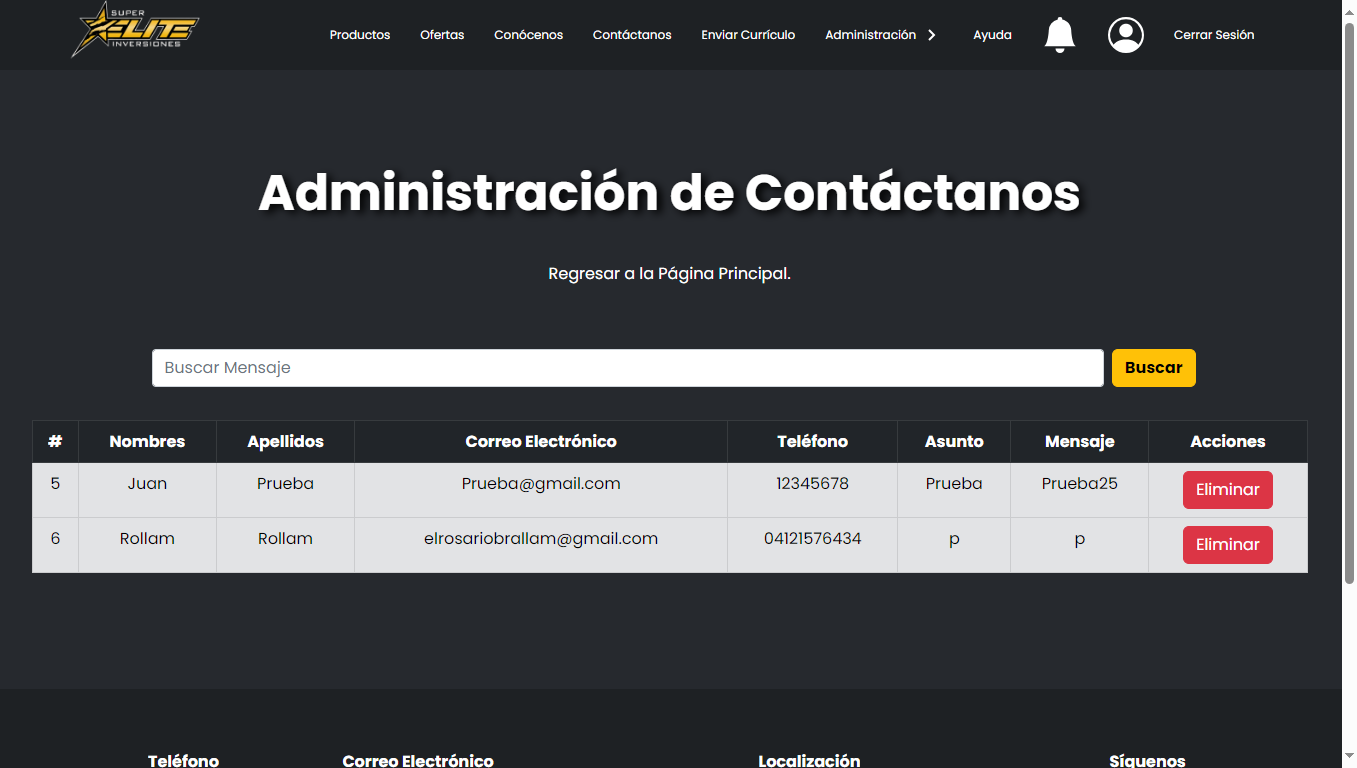 SUPER
ELITE
INVERSIONES
Productos Ofertas Conócenos Contáctanos Enviar Currículo Administración Ayuda Cerrar Sesión
Administración de Contáctanos
Regresar a la Página Principal.
Buscar Mensaje Buscar
# Nombres Apellidos Correo Electrónico Teléfono Asunto Mensaje Acciones
5 Juan Prueba Prueba@gmail.com 12345678 Prueba Prueba25 Eliminar
6 Rollam Rollam elrosariobrallam@gmail.com 04121576434 p p Eliminar
Teléfono Correo Electrónico Localización Síguenos